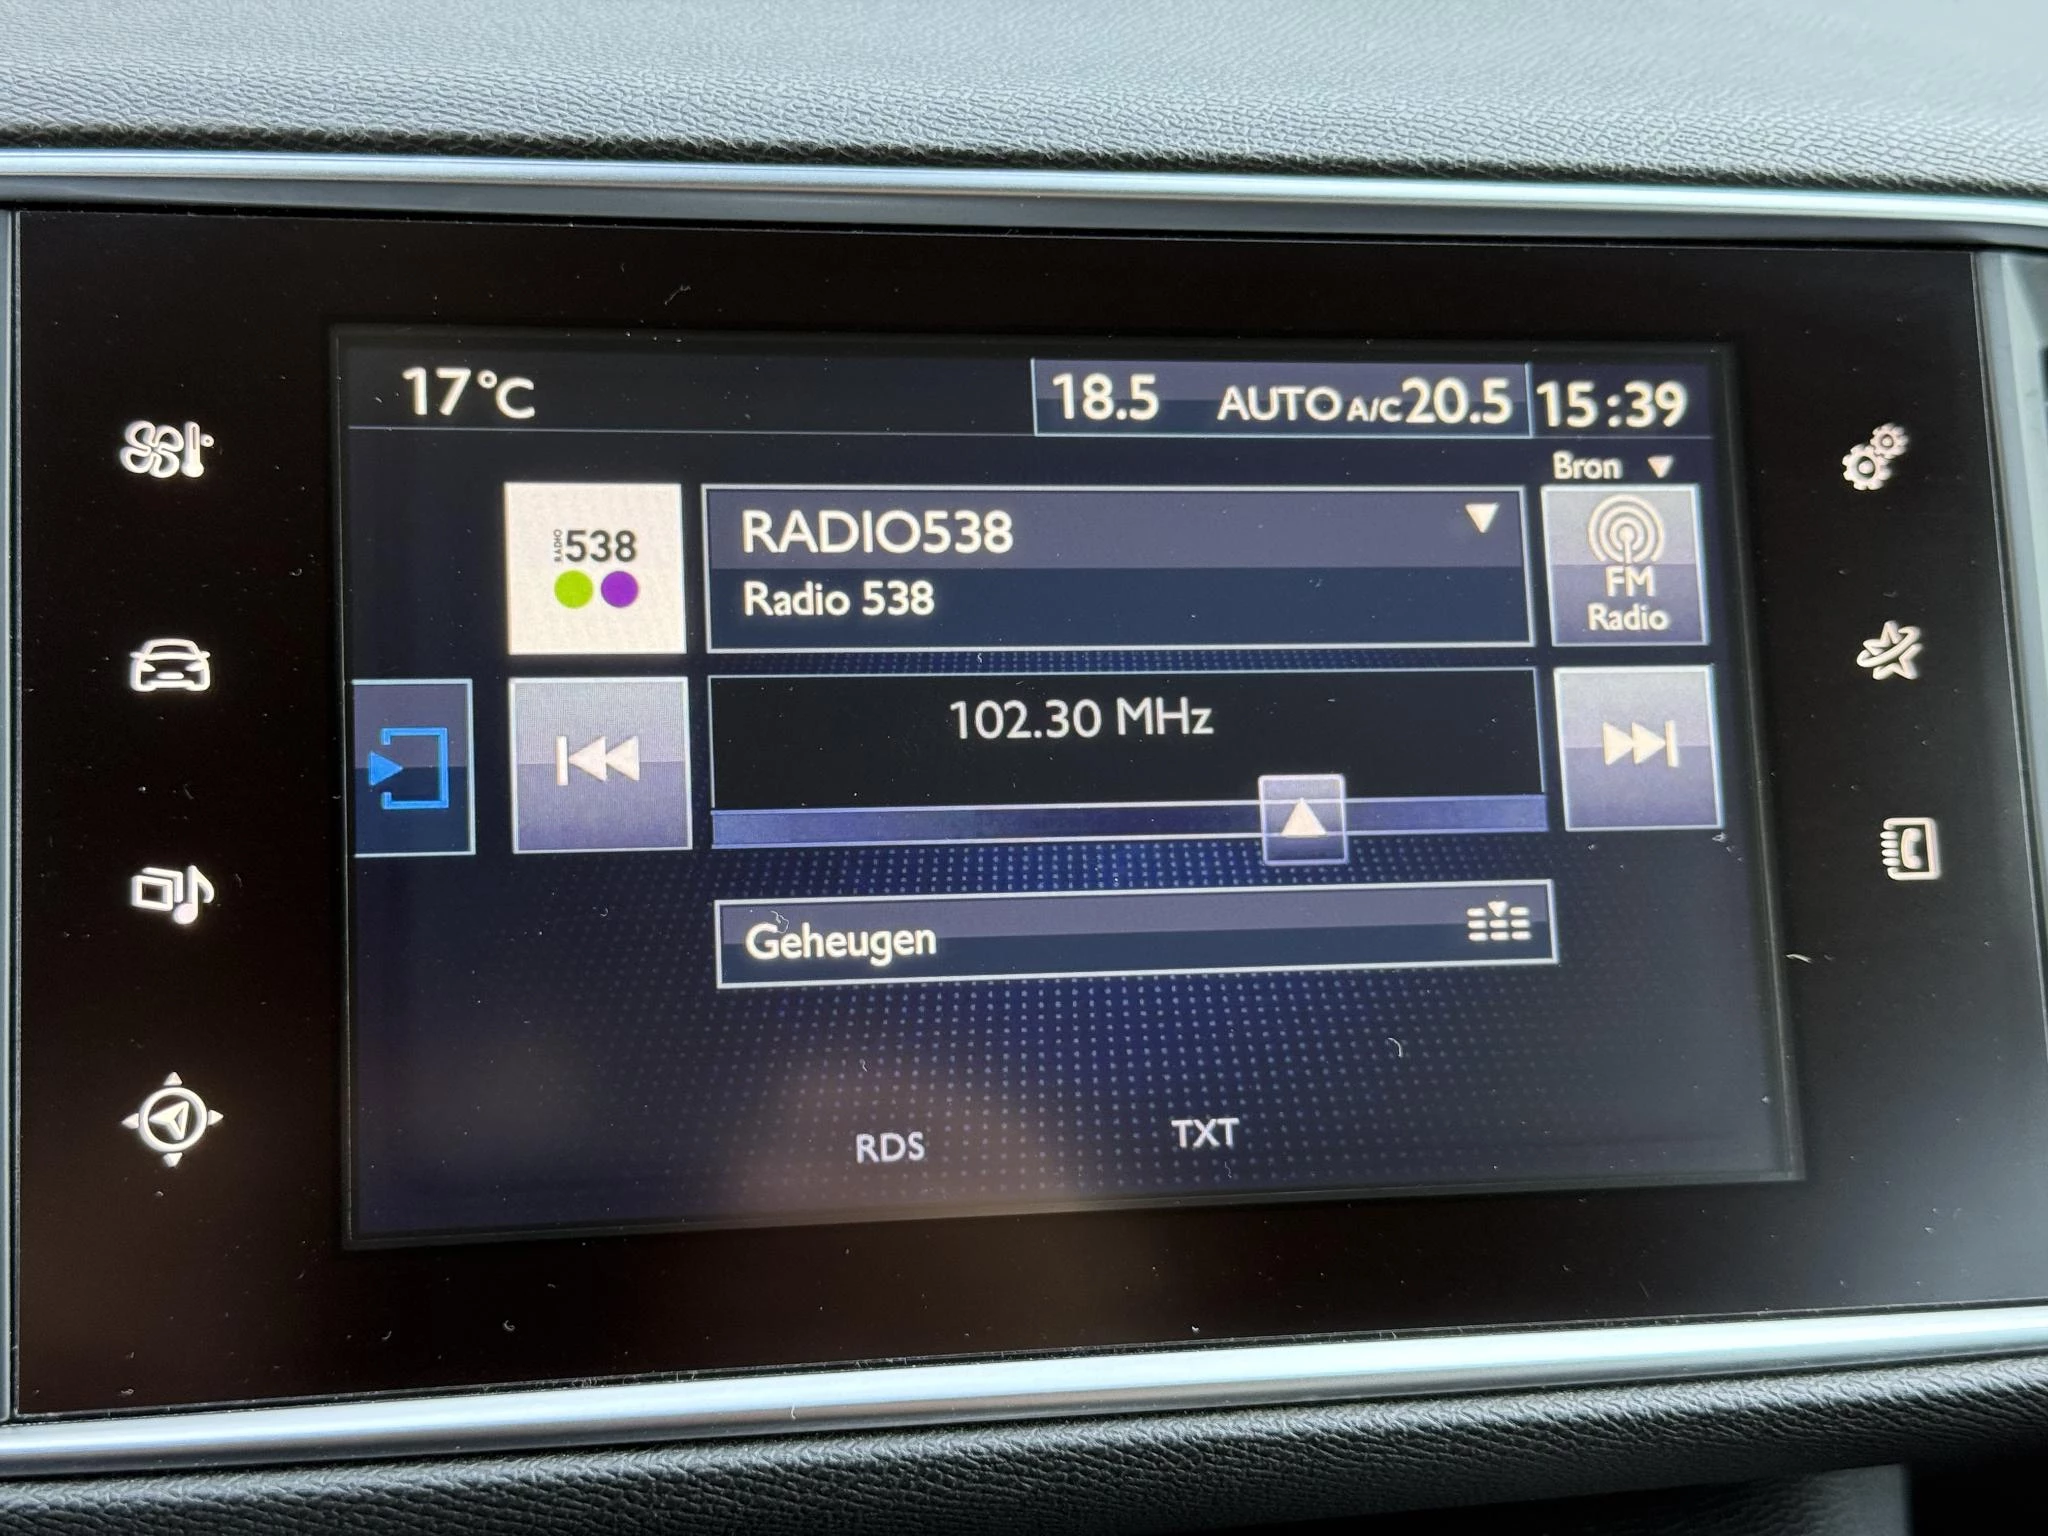 17°C
18.5 AUTO A/C 20.5 15:39
Bron
RADIO 538
RADIO538
Radio 538
FM
Radio
102.30 MHz
Geheugen
RDS TXT